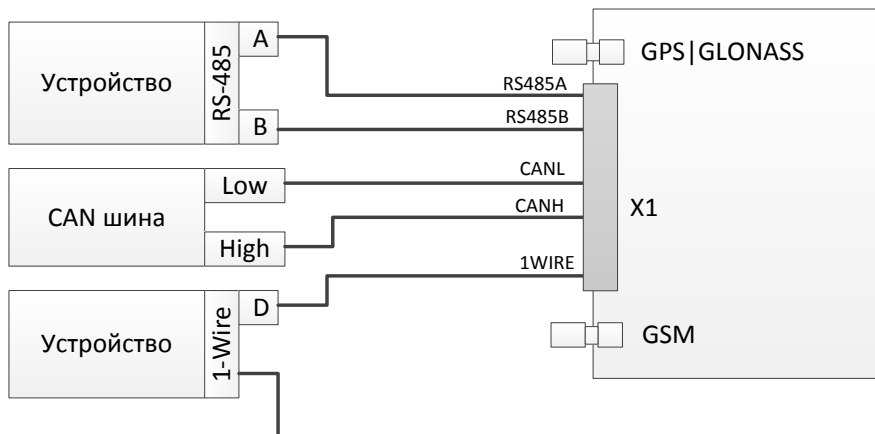 Устройство
RS-485
A
B
RS485A
RS485B
GPS|GLONASS
CAN шина
Low
High
CANL
CANH
X1
Устройство
1-Wire
D
1WIRE
GSM